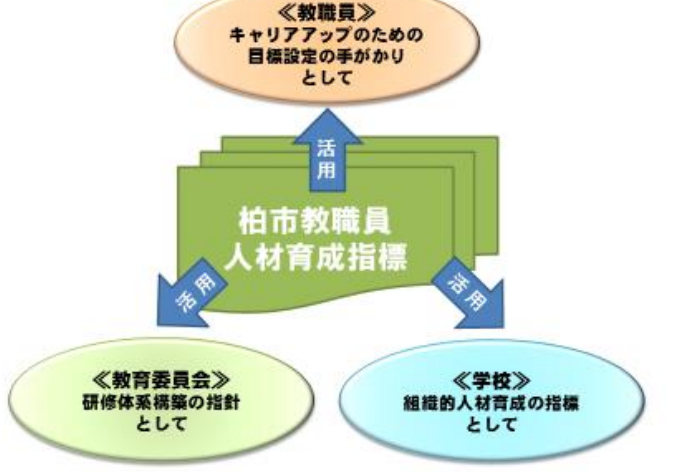 ≪教職員≫
キャリアアップのための
目標設定の手がかり
として
活用
柏市教職員
人材育成指標
活用
活用
≪教育委員会≫
研修体系構築の指針
として
≪学校≫
組織的人材育成の指標
として